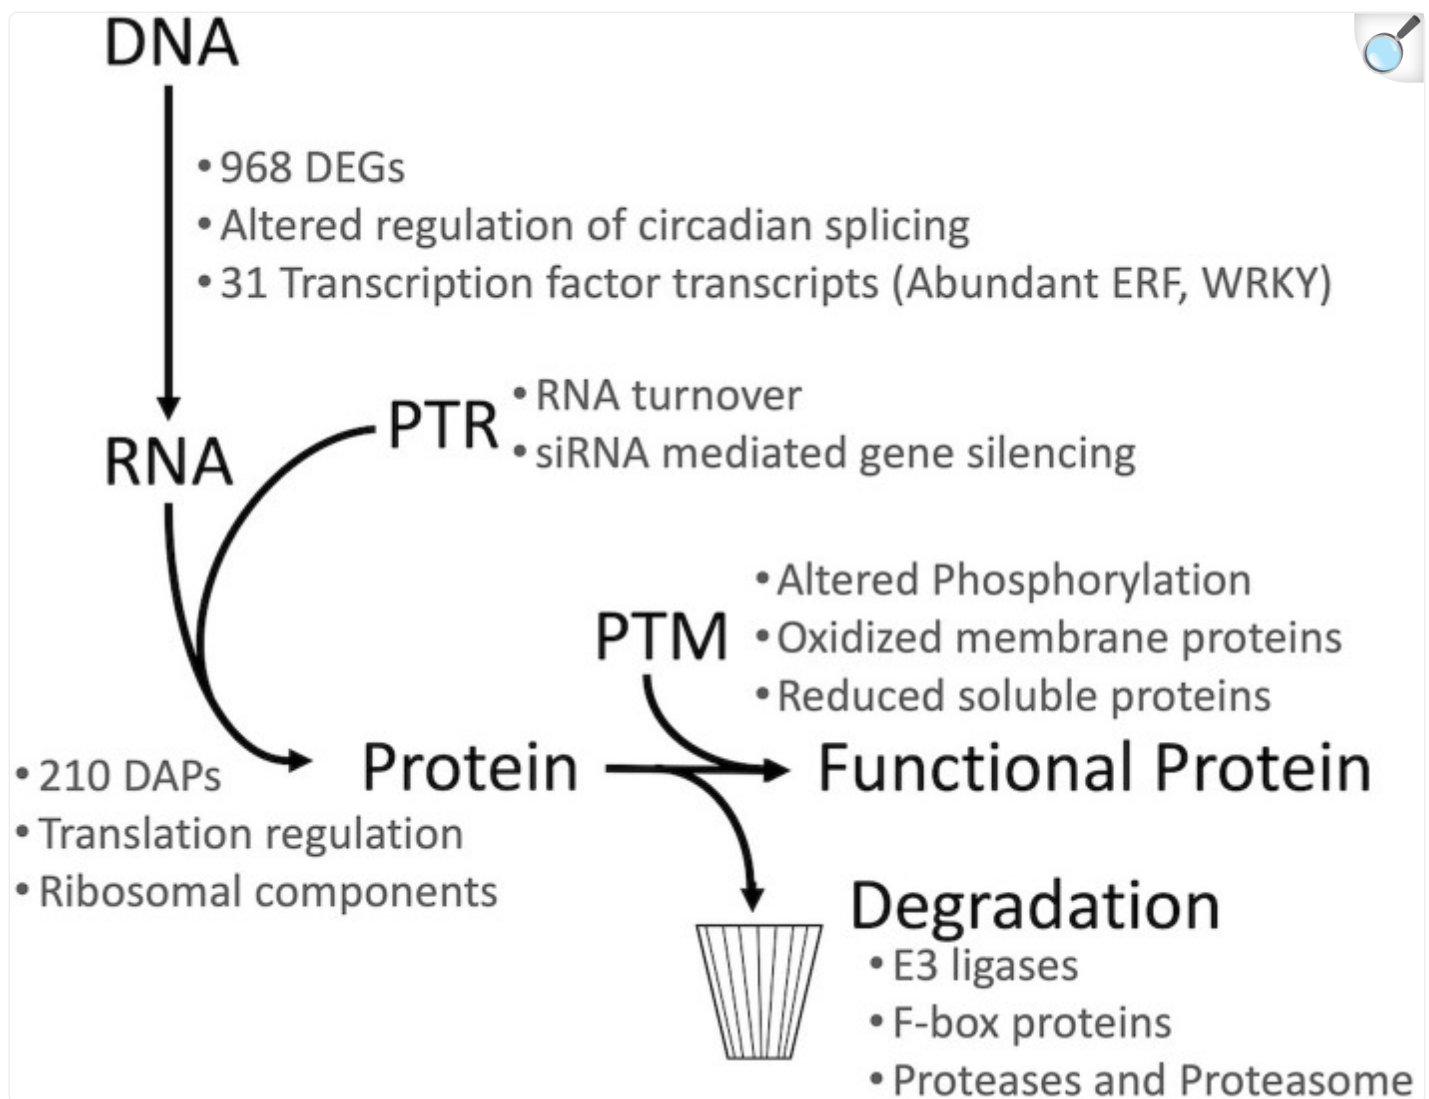 DNA
• 968 DEGs
• Altered regulation of circadian splicing
• 31 Transcription factor transcripts (Abundant ERF, WRKY)
RNA
PTR
• RNA turnover
• siRNA mediated gene silencing
PTM
• Altered Phosphorylation
• Oxidized membrane proteins
• Reduced soluble proteins
Protein
Functional Protein
• 210 DAPs
• Translation regulation
• Ribosomal components
Degradation
• E3 ligases
• F-box proteins
• Proteases and Proteasome